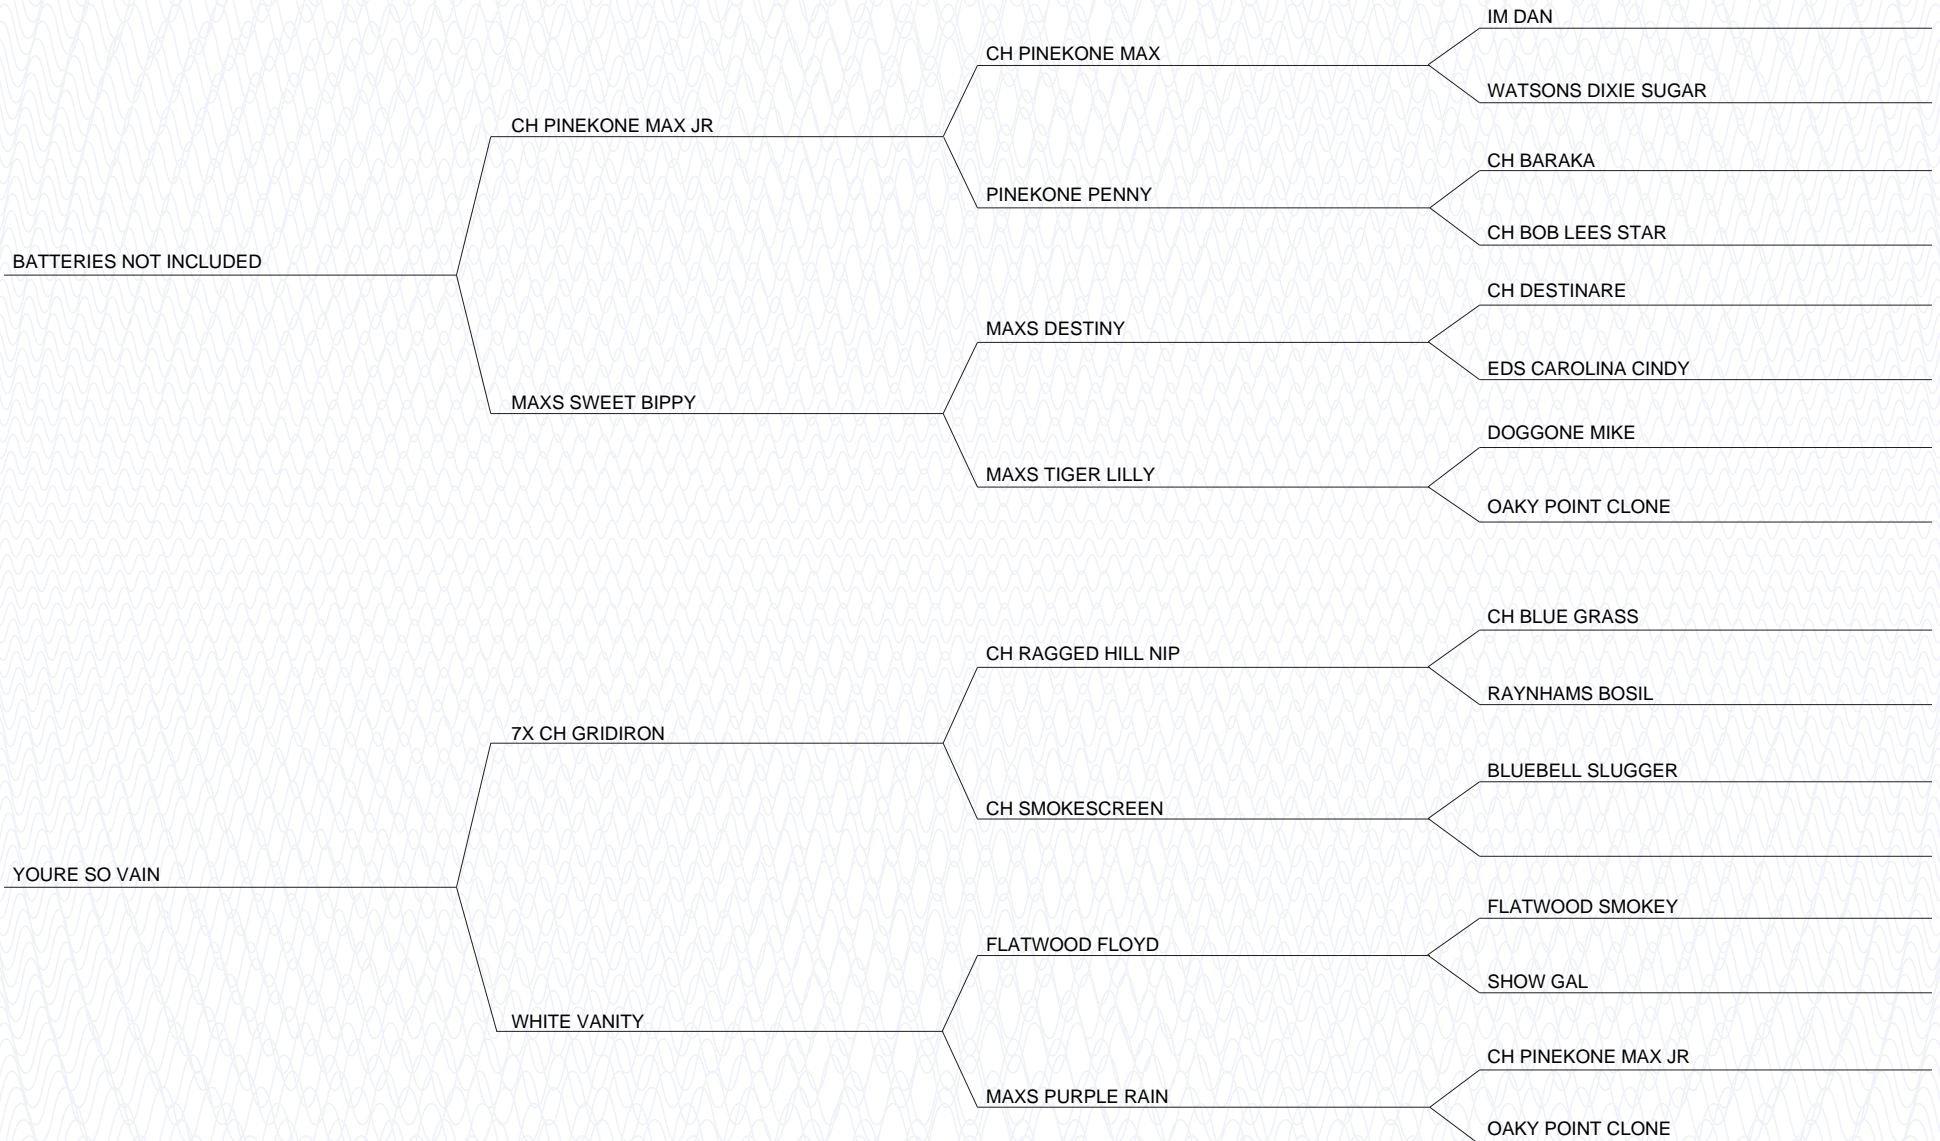 IM DAN
CH PINEKONE MAX
WATSONS DIXIE SUGAR
CH PINEKONE MAX JR
CH BARAKA
PINEKONE PENNY
CH BOB LEES STAR
BATTERIES NOT INCLUDED
CH DESTINARE
MAXS DESTINY
EDS CAROLINA CINDY
MAXS SWEET BIPPY
DOGGONE MIKE
MAXS TIGER LILLY
OAKY POINT CLONE
CH BLUE GRASS
CH RAGGED HILL NIP
RAYNHAMS BOSIL
7X CH GRIDIRON
BLUEBELL SLUGGER
CH SMOKESCREEN
YOURE SO VAIN
FLATWOOD SMOKEY
FLATWOOD FLOYD
SHOW GAL
WHITE VANITY
CH PINEKONE MAX JR
MAXS PURPLE RAIN
OAKY POINT CLONE